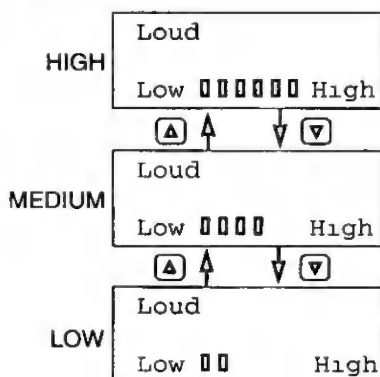 Loud
HIGH
Low ▯▯▯▯▯▯ High
Loud
MEDIUM
Low ▯▯▯▯ High
Loud
LOW
Low ▯▯ High